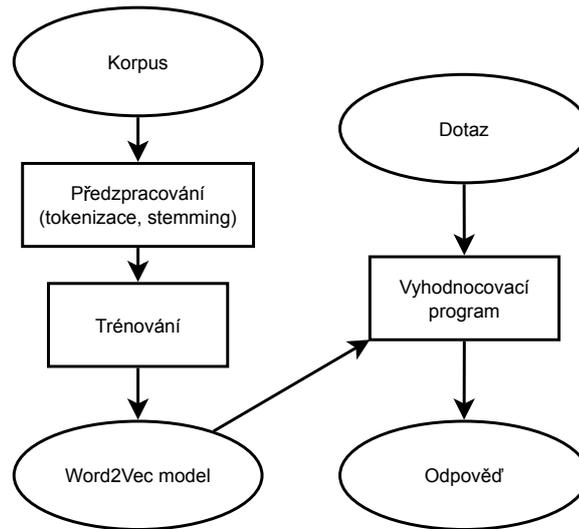 Korpus
Předzpracování
(tokenizace, stemming)
Trénování
Word2Vec model
Dotaz
Vyhodnocovací
program
Odpověď